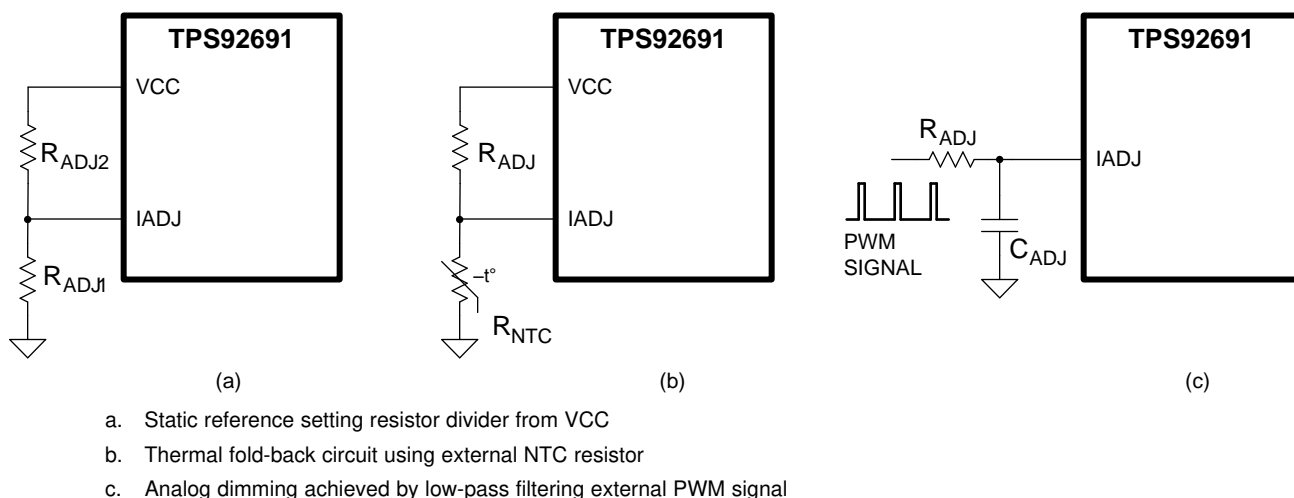 TPS92691
VCC
RADJ2
IADJ
RADJ1
(a)
TPS92691
VCC
RADJ
IADJ
–t°
RNTC
(b)
TPS92691
RADJ
IADJ
PWM
SIGNAL
CADJ
(c)
a. Static reference setting resistor divider from VCC
b. Thermal fold-back circuit using external NTC resistor
c. Analog dimming achieved by low-pass filtering external PWM signal